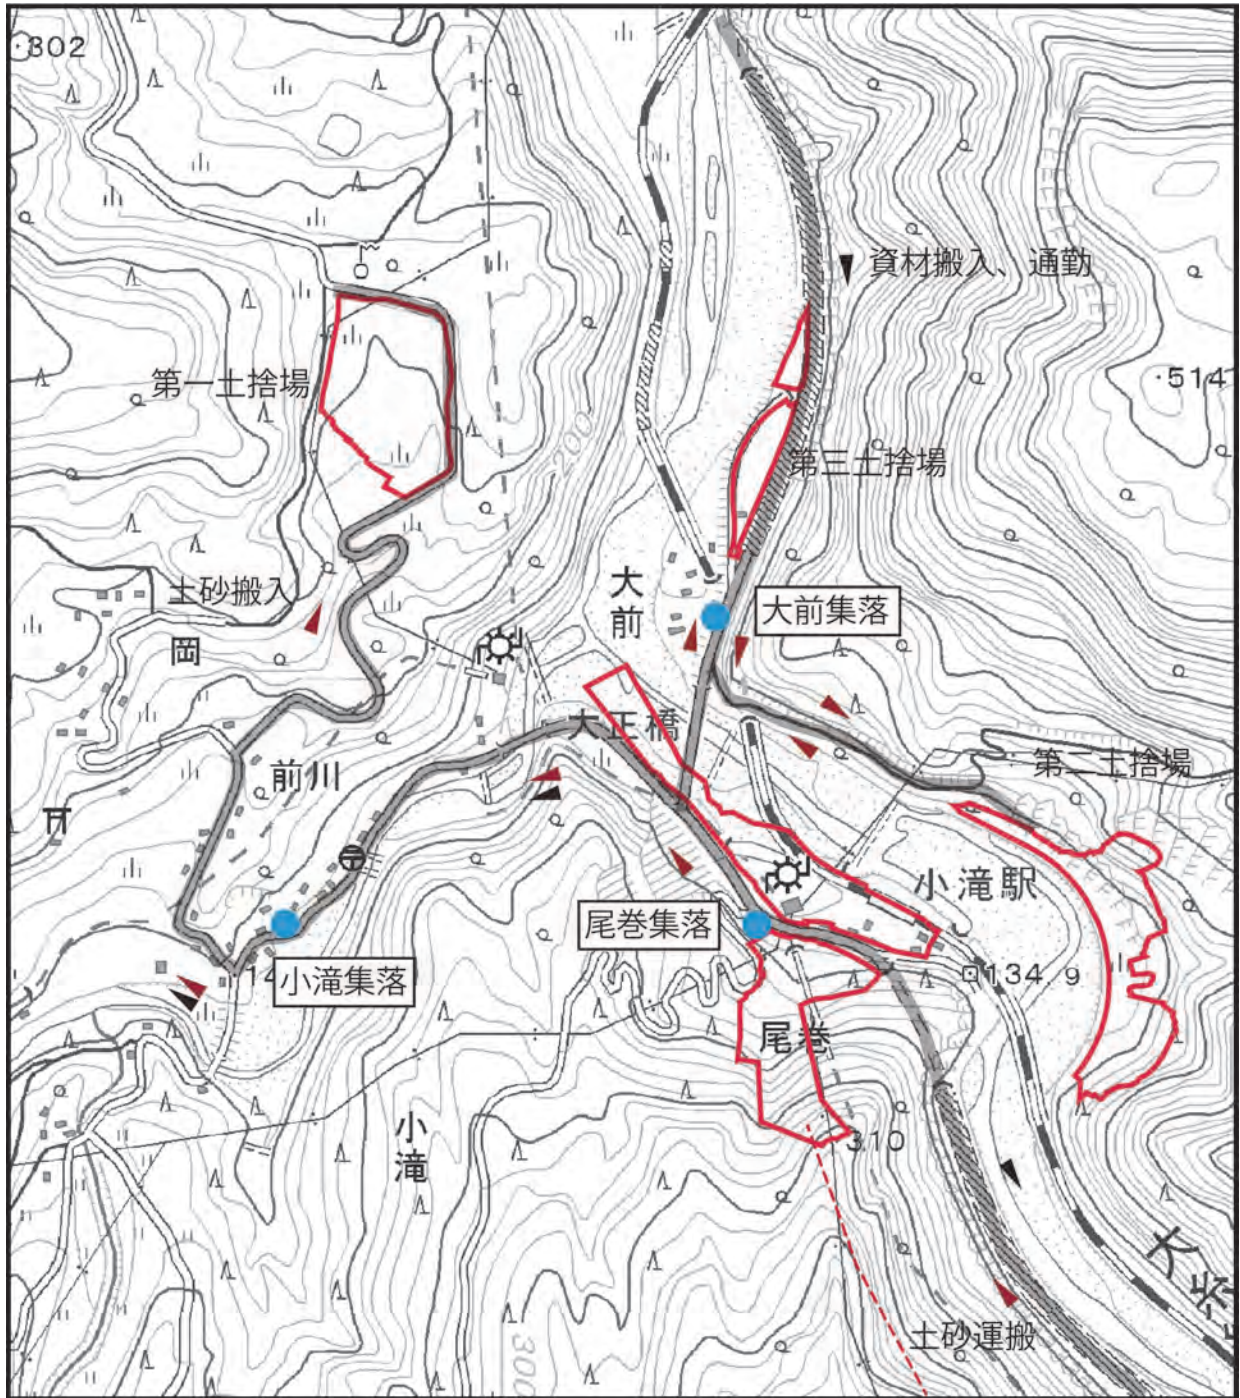 302
資材搬入、通勤
514
第一土捨場
200
第三土捨場
大前
土砂搬入
大前集落
岡
大正橋
前川
第二土捨場
小滝駅
尾巻集落
134.9
14
小滝集落
尾巻
小滝
310
土砂運搬
300
大